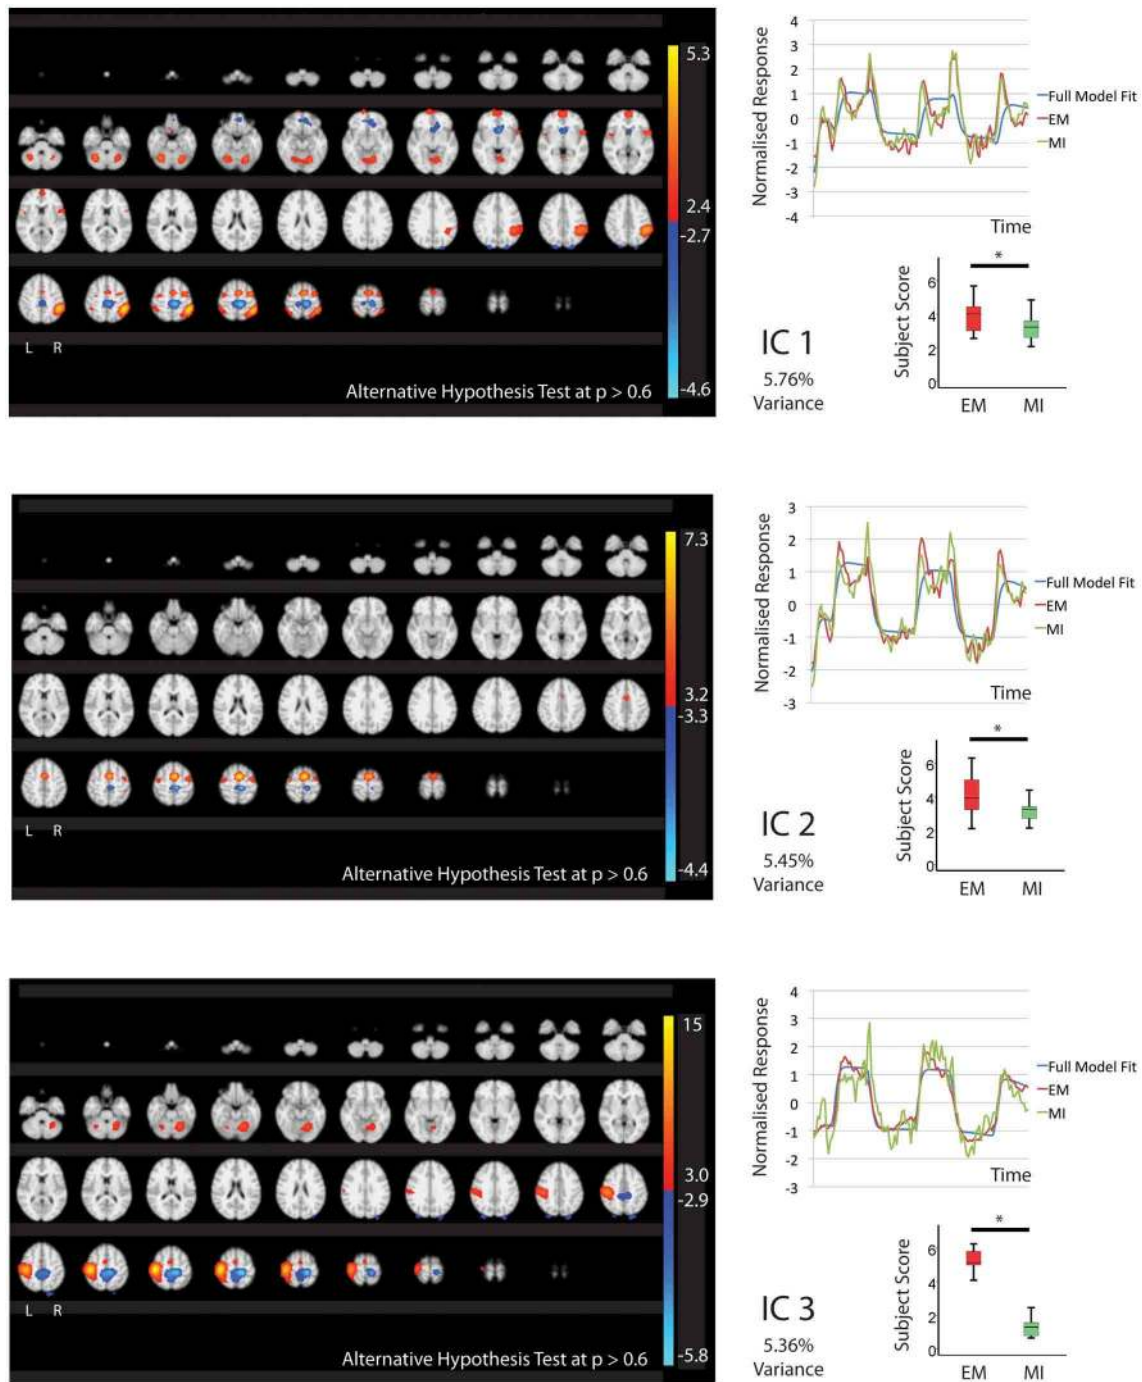 5.3
2.4
-2.7
-4.6
L R
Alternative Hypothesis Test at p > 0.6
4
3
2
1
0
-1
-2
-3
-4
Normalised Response
Time
Full Model Fit
EM
MI
IC 1
5.76%
Variance
*
6
4
2
0
Subject Score
EM MI
7.3
3.2
-3.3
-4.4
L R
Alternative Hypothesis Test at p > 0.6
3
2
1
0
-1
-2
-3
Normalised Response
Time
Full Model Fit
EM
MI
IC 2
5.45%
Variance
*
6
4
2
0
Subject Score
EM MI
15
3.0
-2.9
-5.8
L R
Alternative Hypothesis Test at p > 0.6
4
3
2
1
0
-1
-2
-3
Normalised Response
Time
Full Model Fit
EM
MI
IC 3
5.36%
Variance
*
6
4
2
0
Subject Score
EM MI